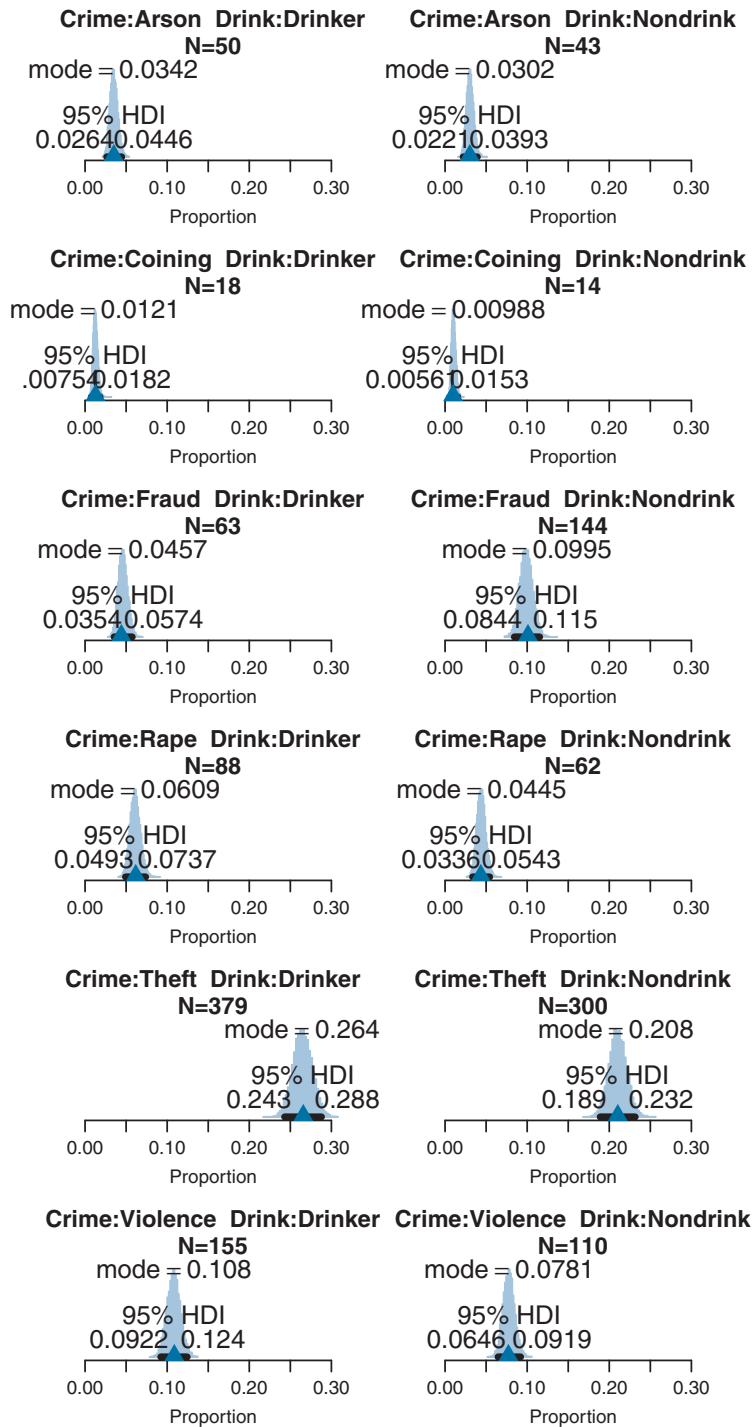 Crime:Arson Drink:Drinker
N=50
mode = 0.0342
95% HDI
0.0264 0.0446
0.00 0.10 0.20 0.30
Proportion
Crime:Arson Drink:Nondrink
N=43
mode = 0.0302
95% HDI
0.0221 0.0393
0.00 0.10 0.20 0.30
Proportion
Crime:Coining Drink:Drinker
N=18
mode = 0.0121
95% HDI
.00754 0.0182
0.00 0.10 0.20 0.30
Proportion
Crime:Coining Drink:Nondrink
N=14
mode = 0.00988
95% HDI
0.00561 0.0153
0.00 0.10 0.20 0.30
Proportion
Crime:Fraud Drink:Drinker
N=63
mode = 0.0457
95% HDI
0.0354 0.0574
0.00 0.10 0.20 0.30
Proportion
Crime:Fraud Drink:Nondrink
N=144
mode = 0.0995
95% HDI
0.0844 0.115
0.00 0.10 0.20 0.30
Proportion
Crime:Rape Drink:Drinker
N=88
mode = 0.0609
95% HDI
0.0493 0.0737
0.00 0.10 0.20 0.30
Proportion
Crime:Rape Drink:Nondrink
N=62
mode = 0.0445
95% HDI
0.0336 0.0543
0.00 0.10 0.20 0.30
Proportion
Crime:Theft Drink:Drinker
N=379
mode = 0.264
95% HDI
0.243 0.288
0.00 0.10 0.20 0.30
Proportion
Crime:Theft Drink:Nondrink
N=300
mode = 0.208
95% HDI
0.189 0.232
0.00 0.10 0.20 0.30
Proportion
Crime:Violence Drink:Drinker
N=155
mode = 0.108
95% HDI
0.0922 0.124
0.00 0.10 0.20 0.30
Proportion
Crime:Violence Drink:Nondrink
N=110
mode = 0.0781
95% HDI
0.0646 0.0919
0.00 0.10 0.20 0.30
Proportion